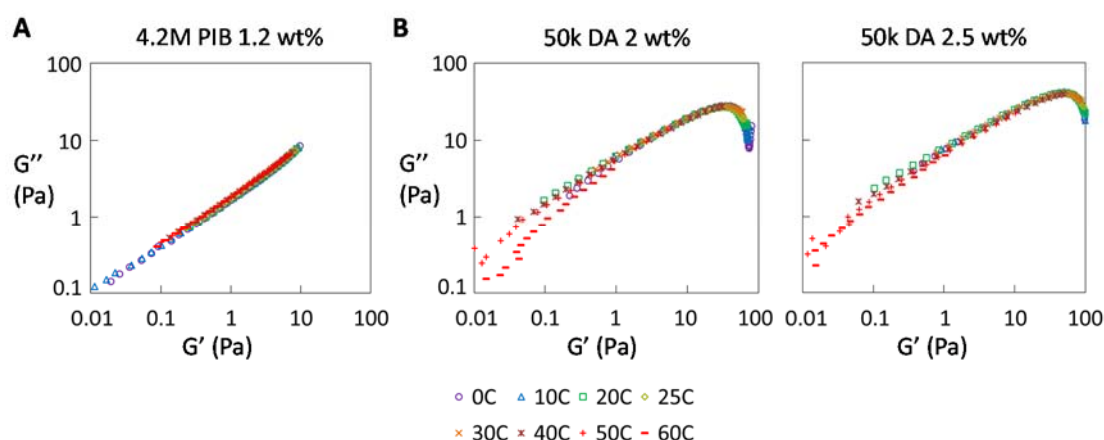 A
4.2M PIB 1.2 wt%
100
10
G''
(Pa)
1
0.1
0.01 0.1 1 10 100
G' (Pa)
B
50k DA 2 wt%
100
10
G''
(Pa)
1
0.1
0.01 0.1 1 10 100
G' (Pa)
50k DA 2.5 wt%
0.01 0.1 1 10 100
G' (Pa)
0C 10C 20C 25C
30C 40C 50C 60C